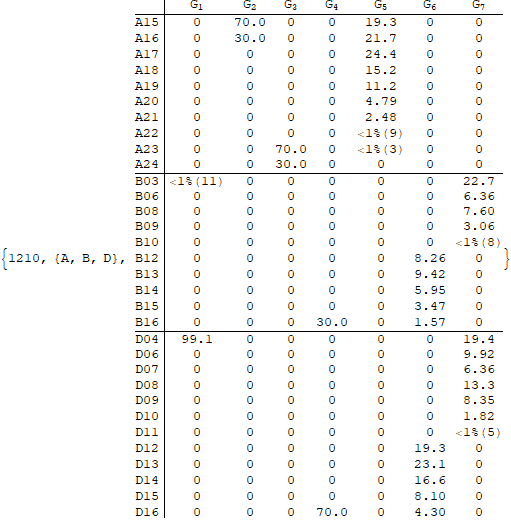 G1 G2 G3 G4 G5 G6 G7
A15 0 70.0 0 0 19.3 0 0
A16 0 30.0 0 0 21.7 0 0
A17 0 0 0 0 24.4 0 0
A18 0 0 0 0 15.2 0 0
A19 0 0 0 0 11.2 0 0
A20 0 0 0 0 4.79 0 0
A21 0 0 0 0 2.48 0 0
A22 0 0 0 0 <1%(9) 0 0
A23 0 0 70.0 0 <1%(3) 0 0
A24 0 0 30.0 0 0 0 0
B03 <1%(11) 0 0 0 0 0 22.7
B06 0 0 0 0 0 0 6.36
B08 0 0 0 0 0 0 7.60
B09 0 0 0 0 0 0 3.06
B10 0 0 0 0 0 0 <1%(8)
{1210, {A, B, D}, B12 0 0 0 0 0 8.26 0 }
B13 0 0 0 0 0 9.42 0
B14 0 0 0 0 0 5.95 0
B15 0 0 0 0 0 3.47 0
B16 0 0 0 30.0 0 1.57 0
D04 99.1 0 0 0 0 0 19.4
D06 0 0 0 0 0 0 9.92
D07 0 0 0 0 0 0 6.36
D08 0 0 0 0 0 0 13.3
D09 0 0 0 0 0 0 8.35
D10 0 0 0 0 0 0 1.82
D11 0 0 0 0 0 0 <1%(5)
D12 0 0 0 0 0 19.3 0
D13 0 0 0 0 0 23.1 0
D14 0 0 0 0 0 16.6 0
D15 0 0 0 0 0 8.10 0
D16 0 0 0 70.0 0 4.30 0